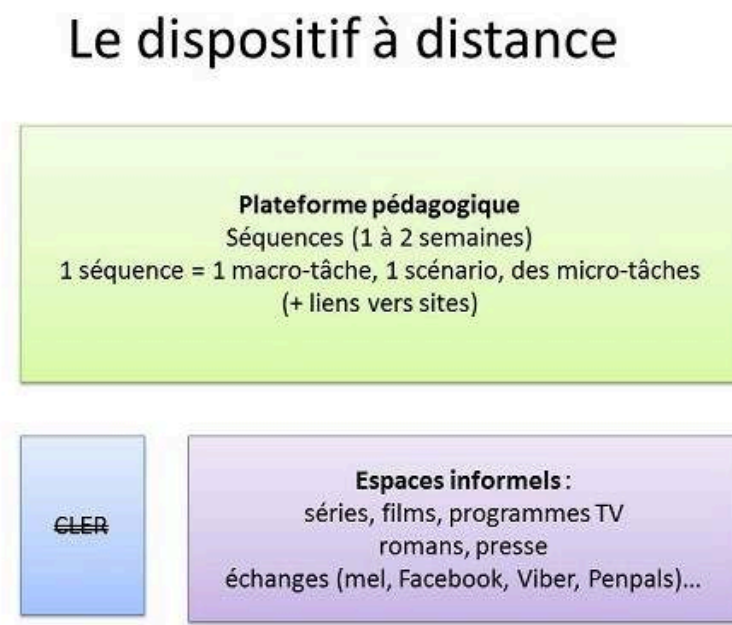 Le dispositif à distance
Plateforme pédagogique
Séquences (1 à 2 semaines)
1 séquence = 1 macro-tâche, 1 scénario, des micro-tâches
(+ liens vers sites)
CLER
Espaces informels :
séries, films, programmes TV
romans, presse
échanges (mel, Facebook, Viber, Penpals)...